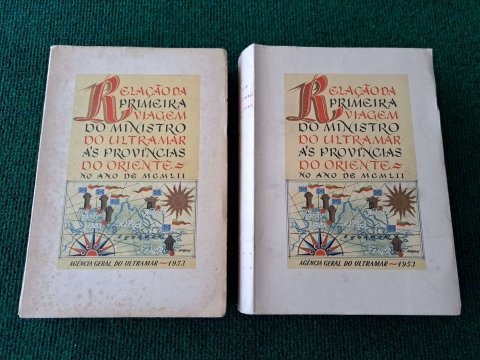 RELAÇÃO DA
PRIMEIRA
VIAGEM
DO MINISTRO
DO ULTRAMAR
ÀS PROVÍNCIAS
DO ORIENTE
NO ANO DE MCMLII
AGÊNCIA GERAL DO ULTRAMAR — 1953
RELAÇÃO DA
PRIMEIRA
VIAGEM
DO MINISTRO
DO ULTRAMAR
ÀS PROVÍNCIAS
DO ORIENTE
NO ANO DE MCMLII
AGÊNCIA GERAL DO ULTRAMAR — 1953